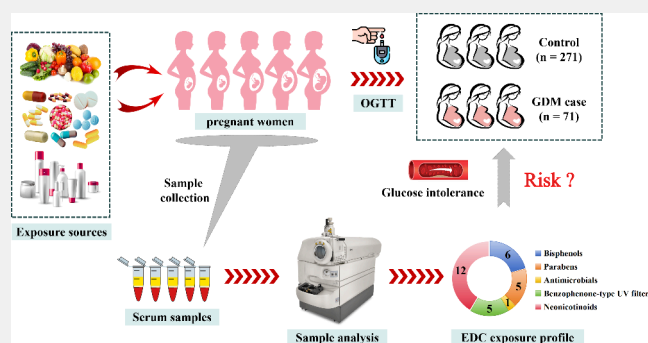 pregnant women
OGTT
Control
(n = 271)
GDM case
(n = 71)
Exposure sources
Sample
collection
Glucose intolerance
Risk ?
Serum samples
Sample analysis
12
6
5
1
5
EDC exposure profile
Bisphenols
Parabens
Antimicrobials
Benzophenone-type UV filter
Neonicotinoids